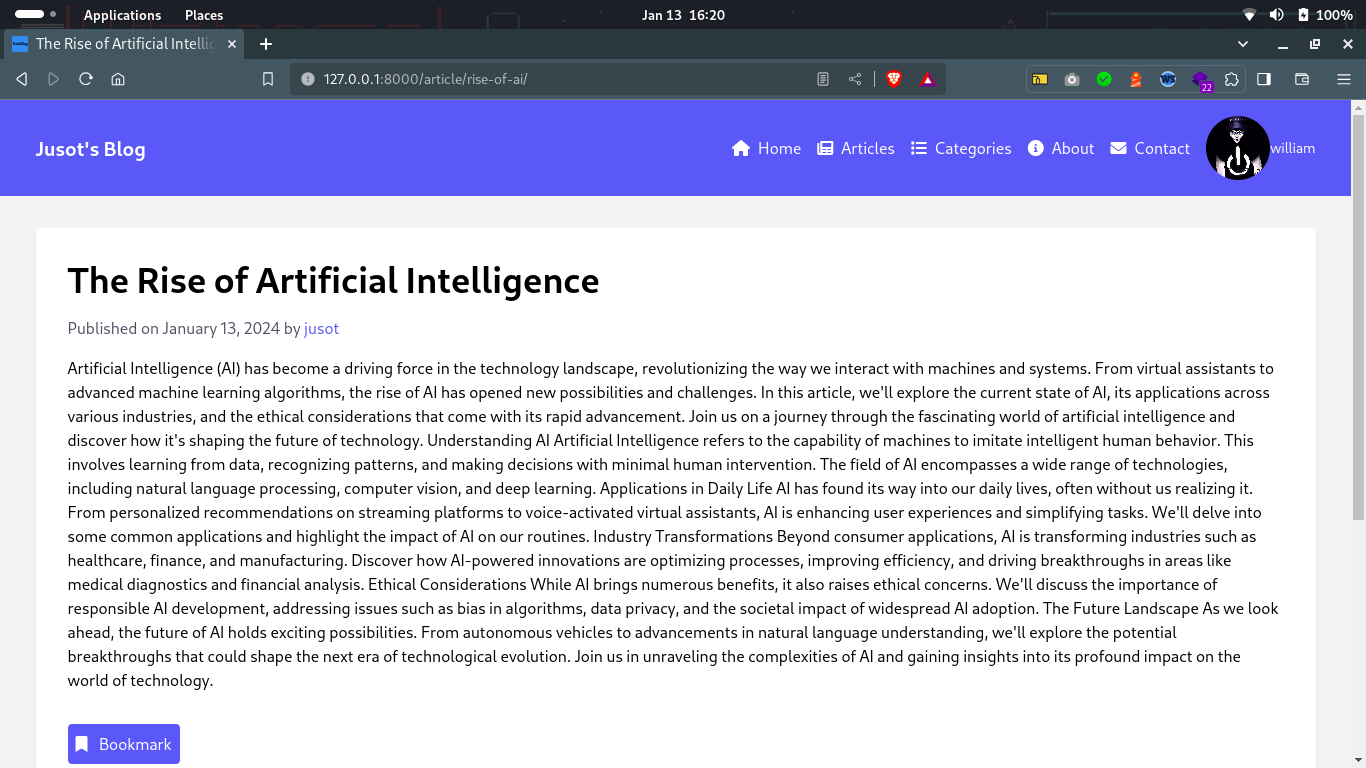 Applications Places Jan 13 16:20 100%
The Rise of Artificial Intellig
127.0.0.1:8000/article/rise-of-ai/
22
Jusot's Blog Home Articles Categories About Contact william
The Rise of Artificial Intelligence
Published on January 13, 2024 by jusot
Artificial Intelligence (AI) has become a driving force in the technology landscape, revolutionizing the way we interact with machines and systems. From virtual assistants to
advanced machine learning algorithms, the rise of AI has opened new possibilities and challenges. In this article, we'll explore the current state of AI, its applications across
various industries, and the ethical considerations that come with its rapid advancement. Join us on a journey through the fascinating world of artificial intelligence and
discover how it's shaping the future of technology. Understanding AI Artificial Intelligence refers to the capability of machines to imitate intelligent human behavior. This
involves learning from data, recognizing patterns, and making decisions with minimal human intervention. The field of AI encompasses a wide range of technologies,
including natural language processing, computer vision, and deep learning. Applications in Daily Life AI has found its way into our daily lives, often without us realizing it.
From personalized recommendations on streaming platforms to voice-activated virtual assistants, AI is enhancing user experiences and simplifying tasks. We'll delve into
some common applications and highlight the impact of AI on our routines. Industry Transformations Beyond consumer applications, AI is transforming industries such as
healthcare, finance, and manufacturing. Discover how AI-powered innovations are optimizing processes, improving efficiency, and driving breakthroughs in areas like
medical diagnostics and financial analysis. Ethical Considerations While AI brings numerous benefits, it also raises ethical concerns. We'll discuss the importance of
responsible AI development, addressing issues such as bias in algorithms, data privacy, and the societal impact of widespread AI adoption. The Future Landscape As we look
ahead, the future of AI holds exciting possibilities. From autonomous vehicles to advancements in natural language understanding, we'll explore the potential
breakthroughs that could shape the next era of technological evolution. Join us in unraveling the complexities of AI and gaining insights into its profound impact on the
world of technology.
Bookmark